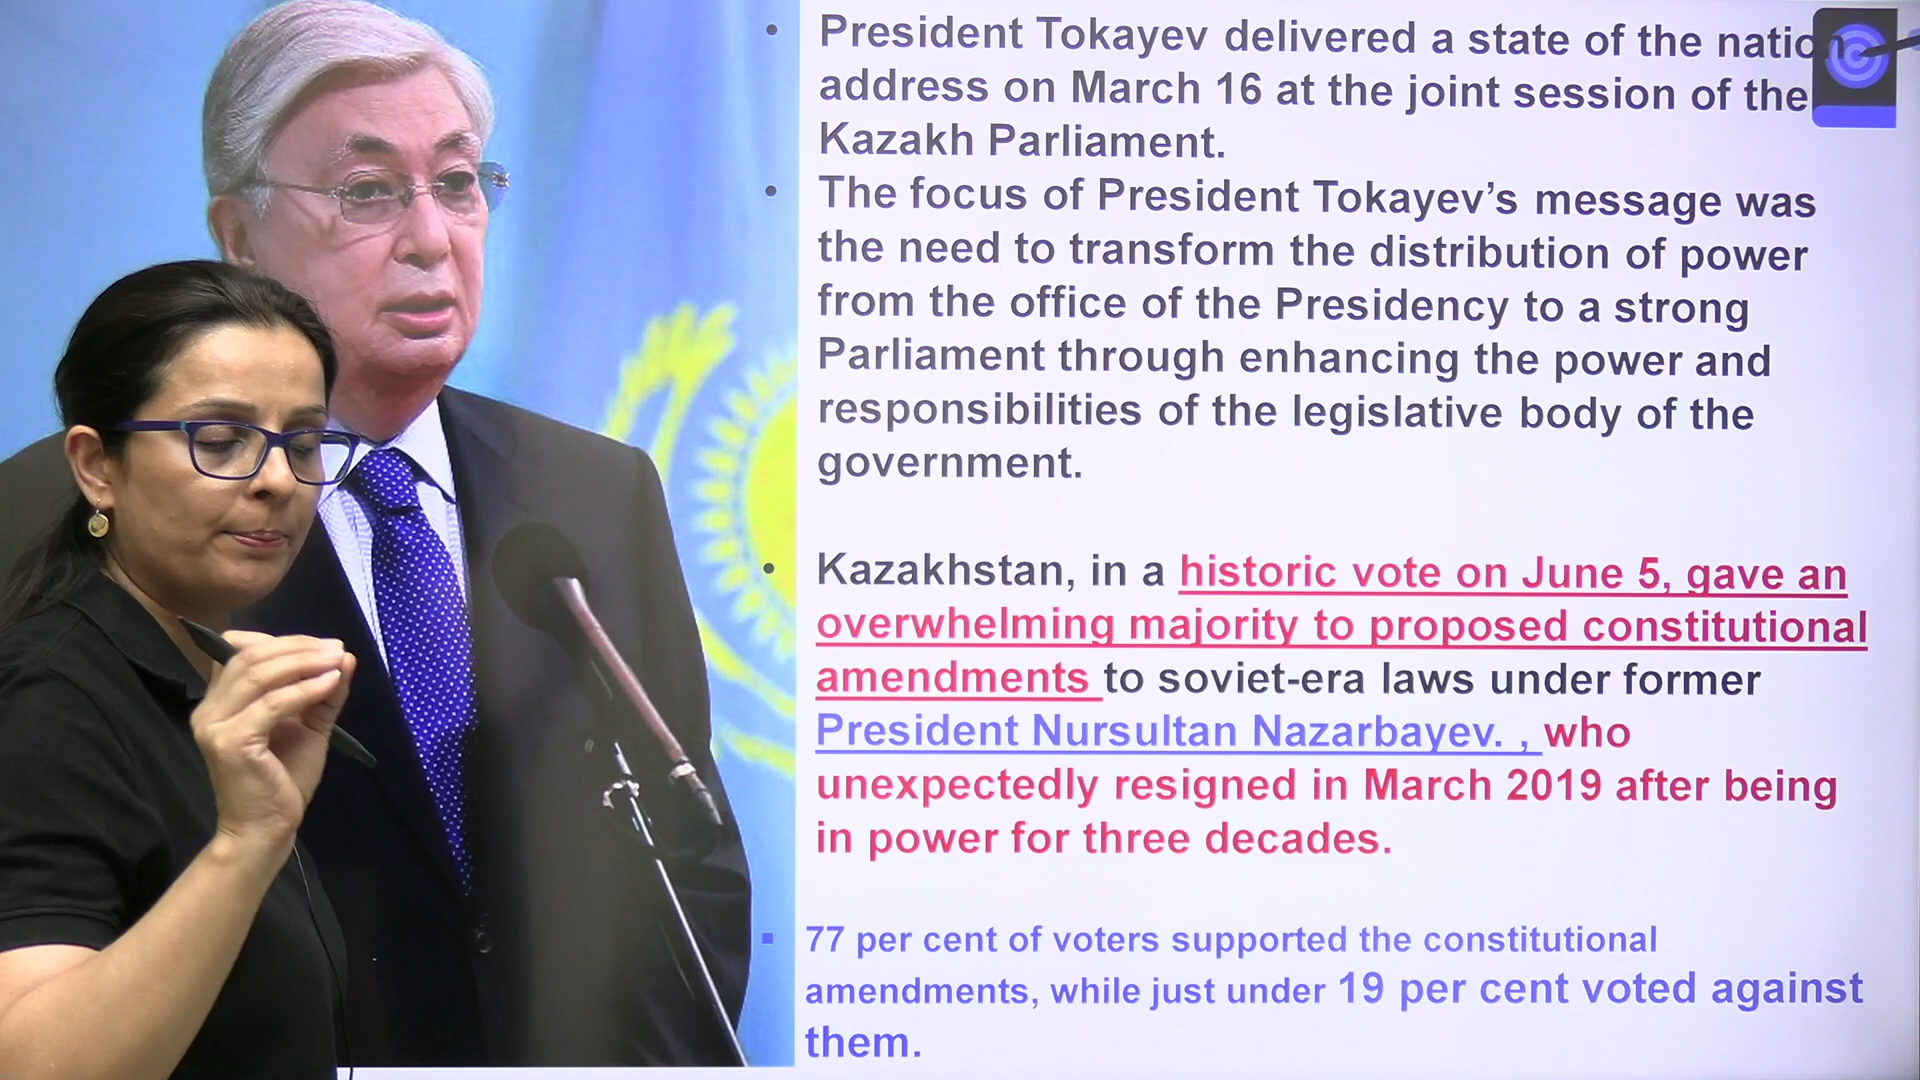 • President Tokayev delivered a state of the nation
address on March 16 at the joint session of the
Kazakh Parliament.
• The focus of President Tokayev’s message was
the need to transform the distribution of power
from the office of the Presidency to a strong
Parliament through enhancing the power and
responsibilities of the legislative body of the
government.
• Kazakhstan, in a historic vote on June 5, gave an
overwhelming majority to proposed constitutional
amendments to soviet-era laws under former
President Nursultan Nazarbayev. , who
unexpectedly resigned in March 2019 after being
in power for three decades.
▪ 77 per cent of voters supported the constitutional
amendments, while just under 19 per cent voted against
them.